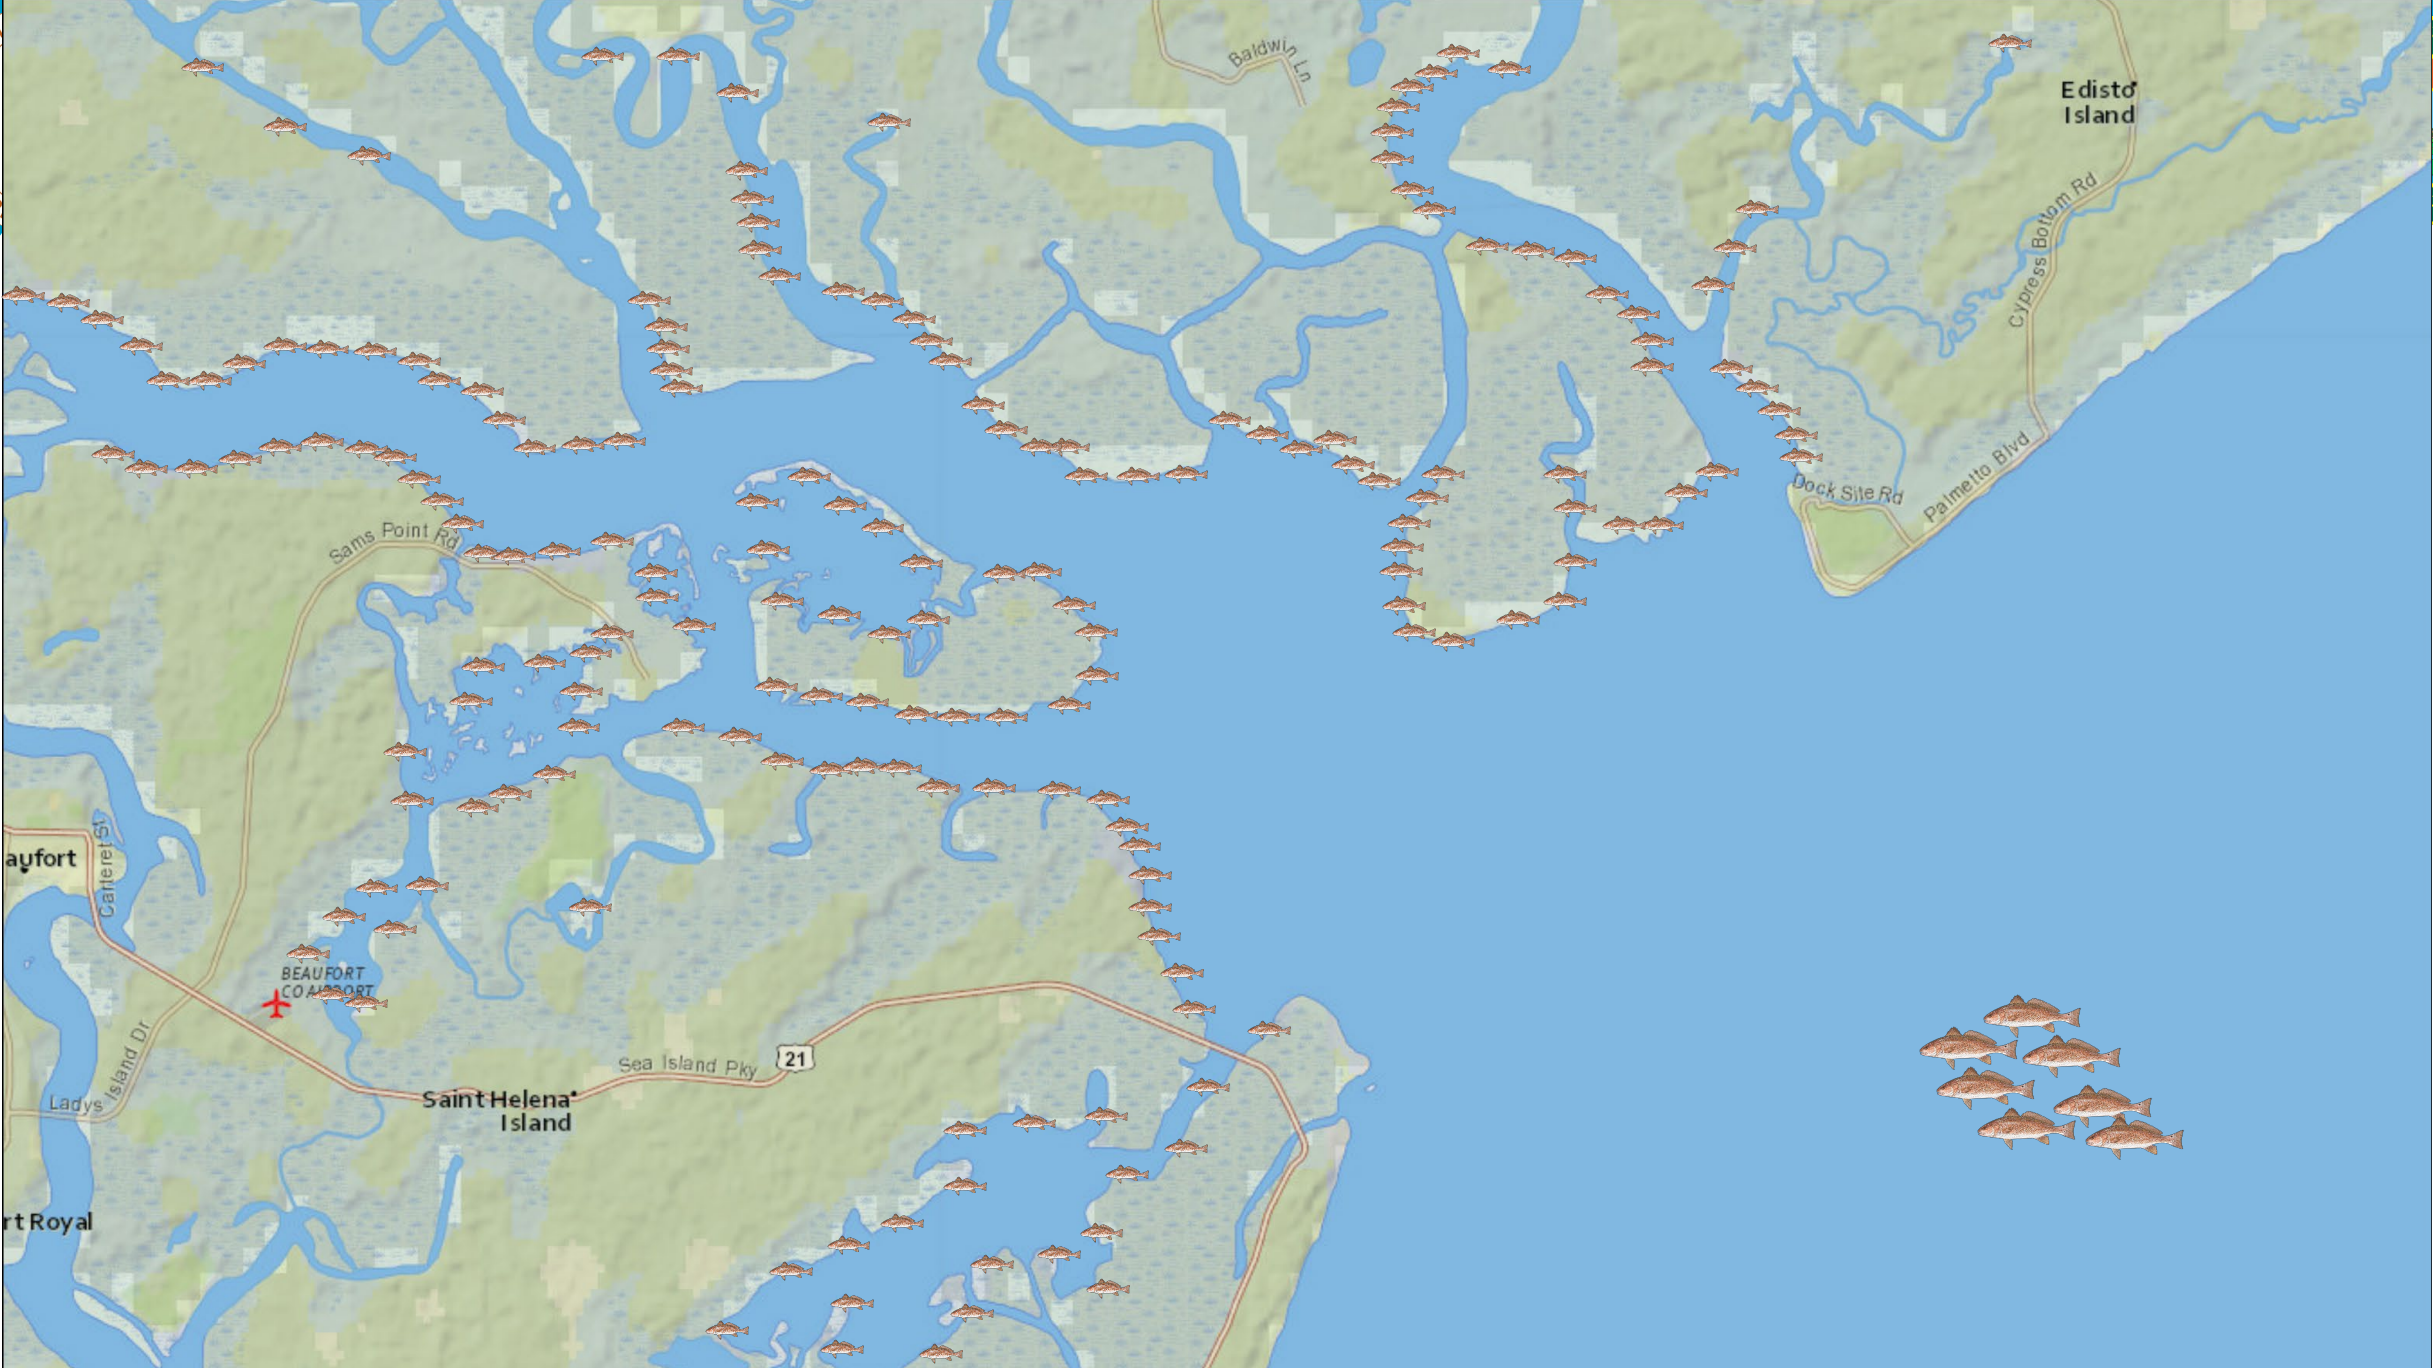 Baldwin Ln
Edisto
Island
Cypress Bottom Rd
Dock Site Rd
Palmetto Blvd
Sams Point Rd
aufort
Carteret St
BEAUFORT
CO AIRPORT
Ladys Island Dr
Sea Island Pky
21
Saint Helena
Island
rt Royal